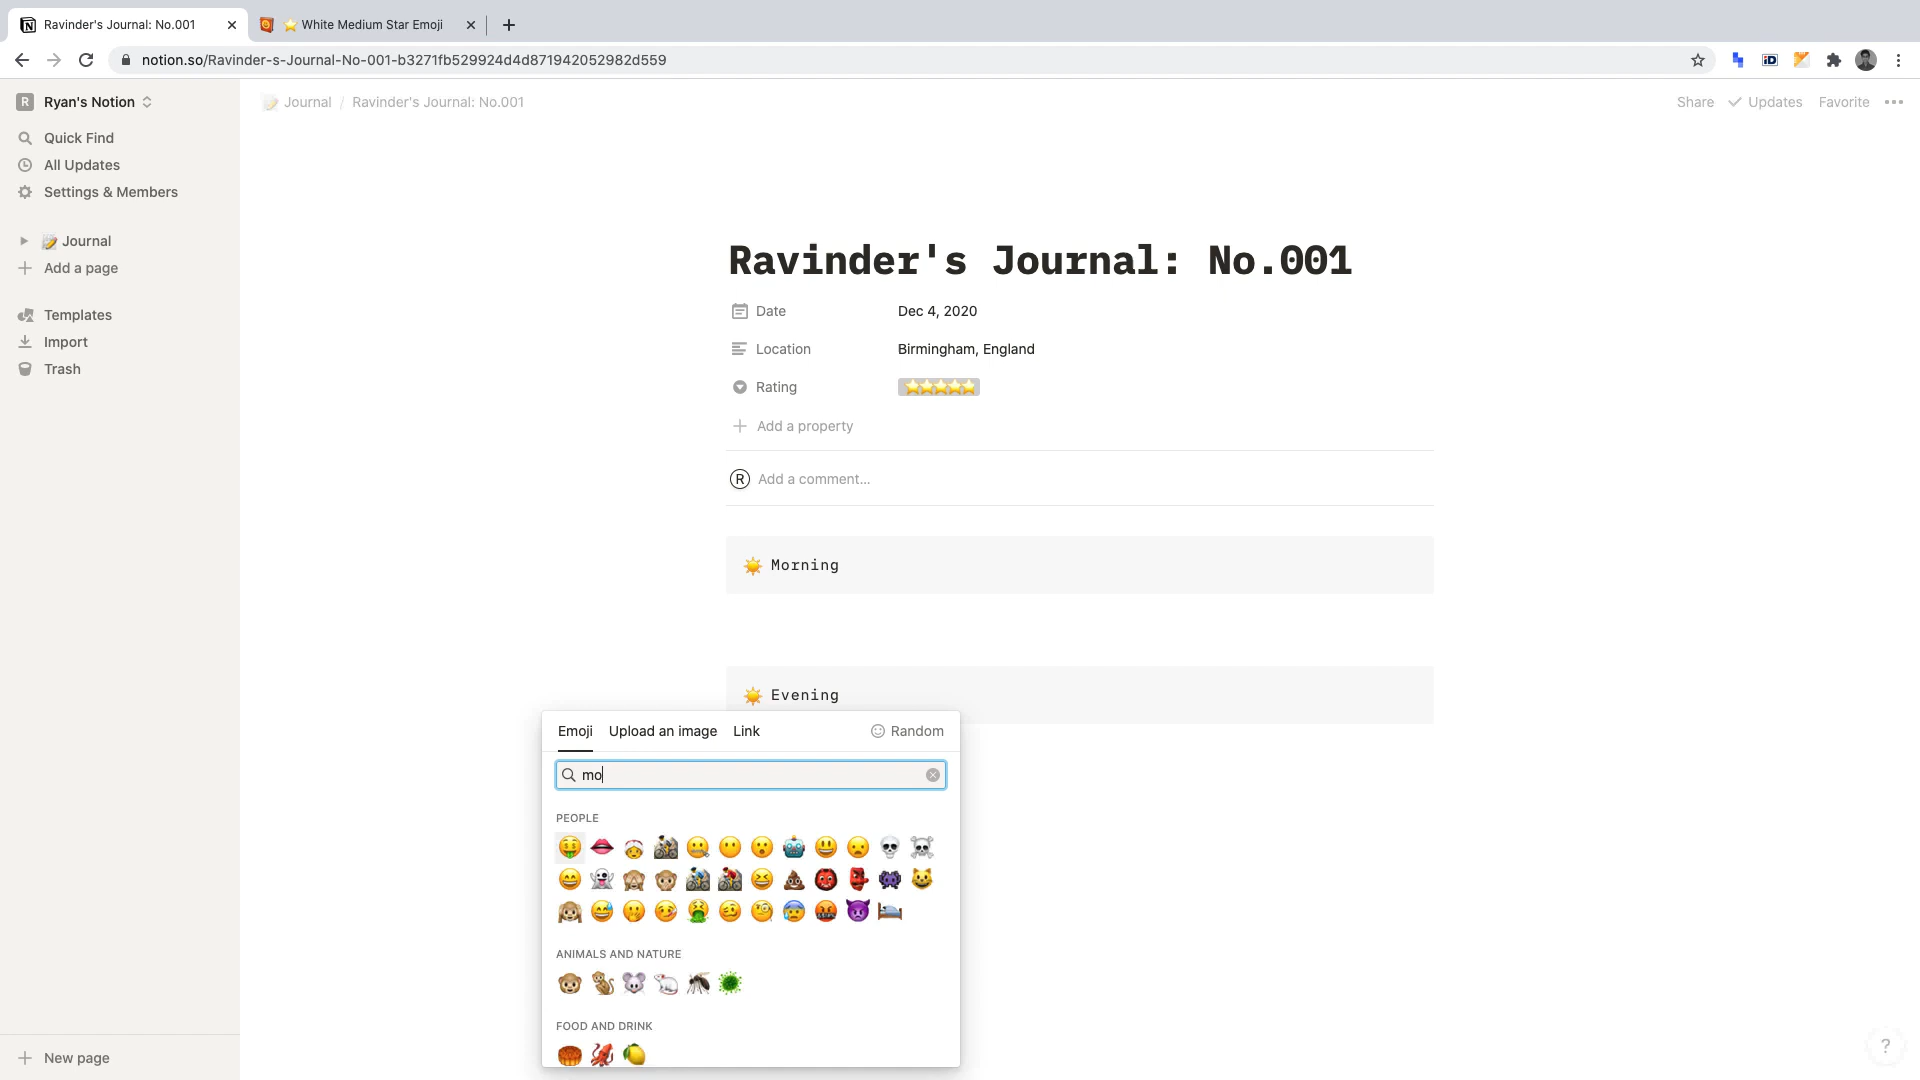 Ravinder's Journal: No.001
White Medium Star Emoji
notion.so/Ravinder-s-Journal-No-001-b3271fb529924d4d871942052982d559
R Ryan's Notion
Journal / Ravinder's Journal: No.001
Share Updates Favorite
Quick Find
All Updates
Settings & Members
Journal
Add a page
Templates
Import
Trash
New page
Ravinder's Journal: No.001
Date Dec 4, 2020
Location Birmingham, England
Rating ⭐⭐⭐⭐⭐
Add a property
R Add a comment...
☀️ Morning
☀️ Evening
Emoji Upload an image Link Random
mo
PEOPLE
ANIMALS AND NATURE
FOOD AND DRINK
?